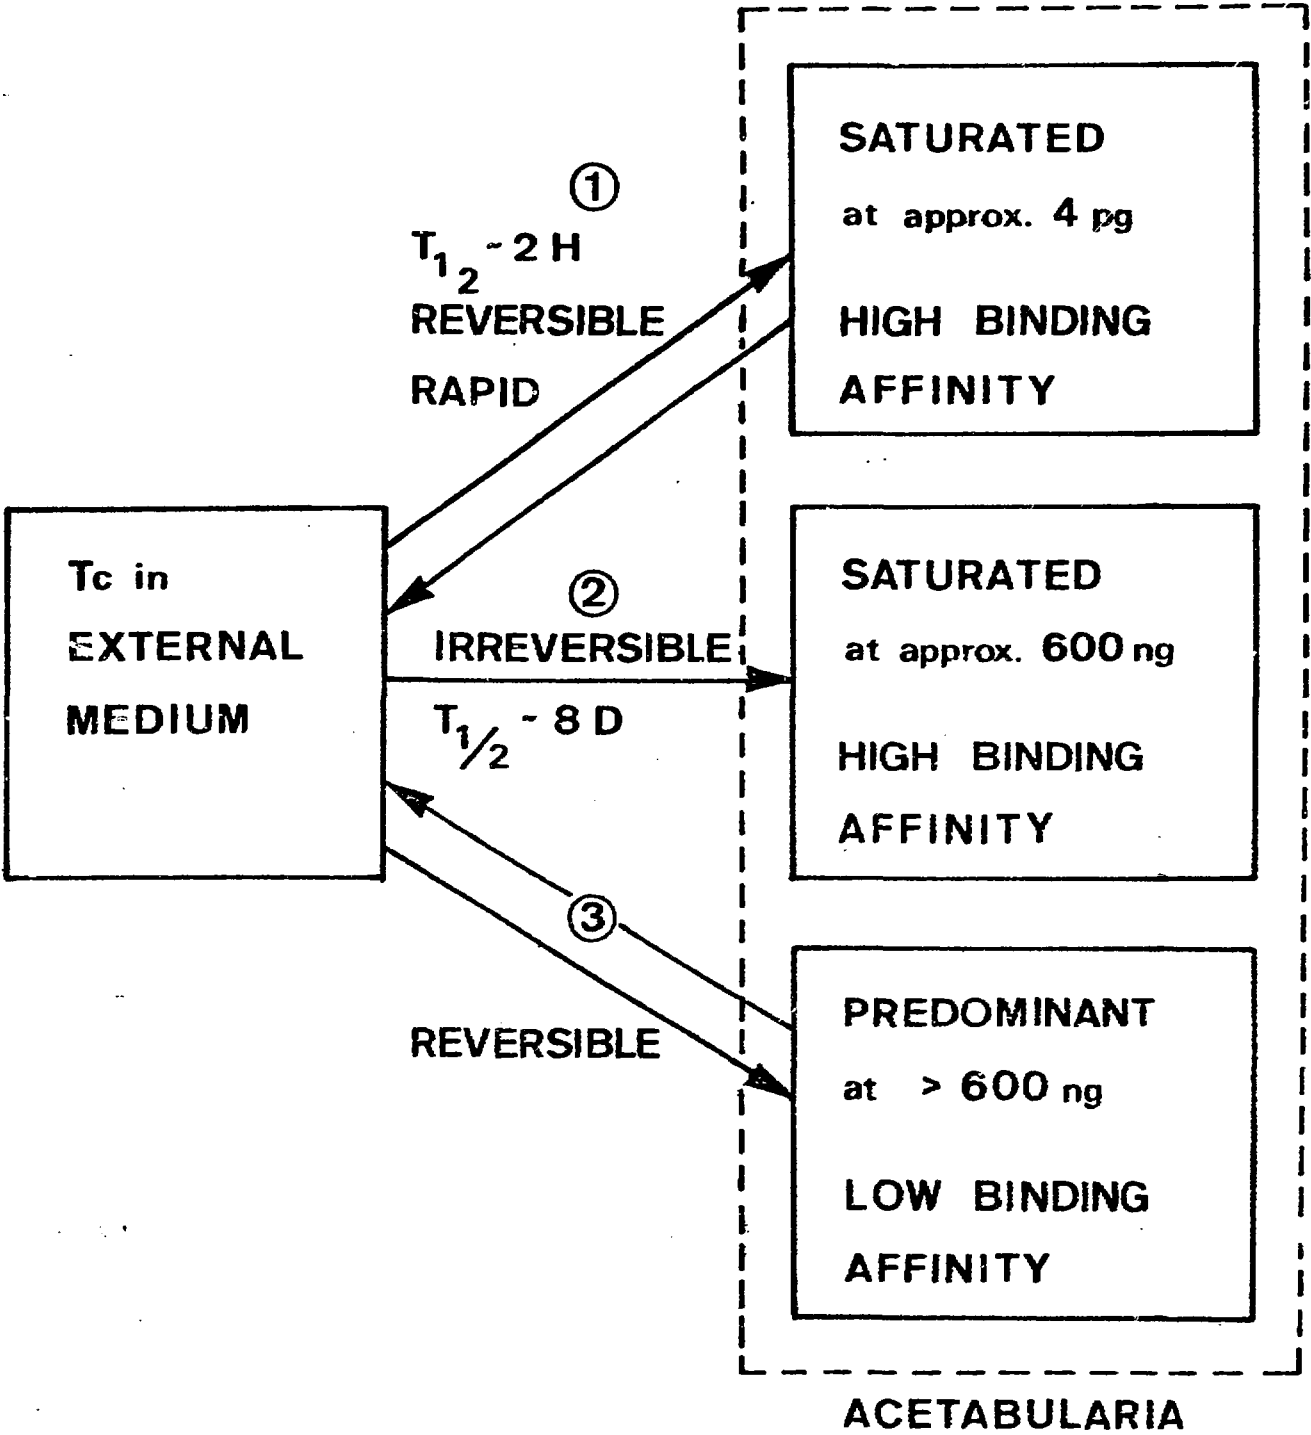 ①
T1 2 ~ 2 H
REVERSIBLE
RAPID
SATURATED
at approx. 4 pg
HIGH BINDING
AFFINITY
Tc in
EXTERNAL
MEDIUM
②
IRREVERSIBLE
T1/2 ~ 8 D
SATURATED
at approx. 600 ng
HIGH BINDING
AFFINITY
③
REVERSIBLE
PREDOMINANT
at > 600 ng
LOW BINDING
AFFINITY
ACETABULARIA